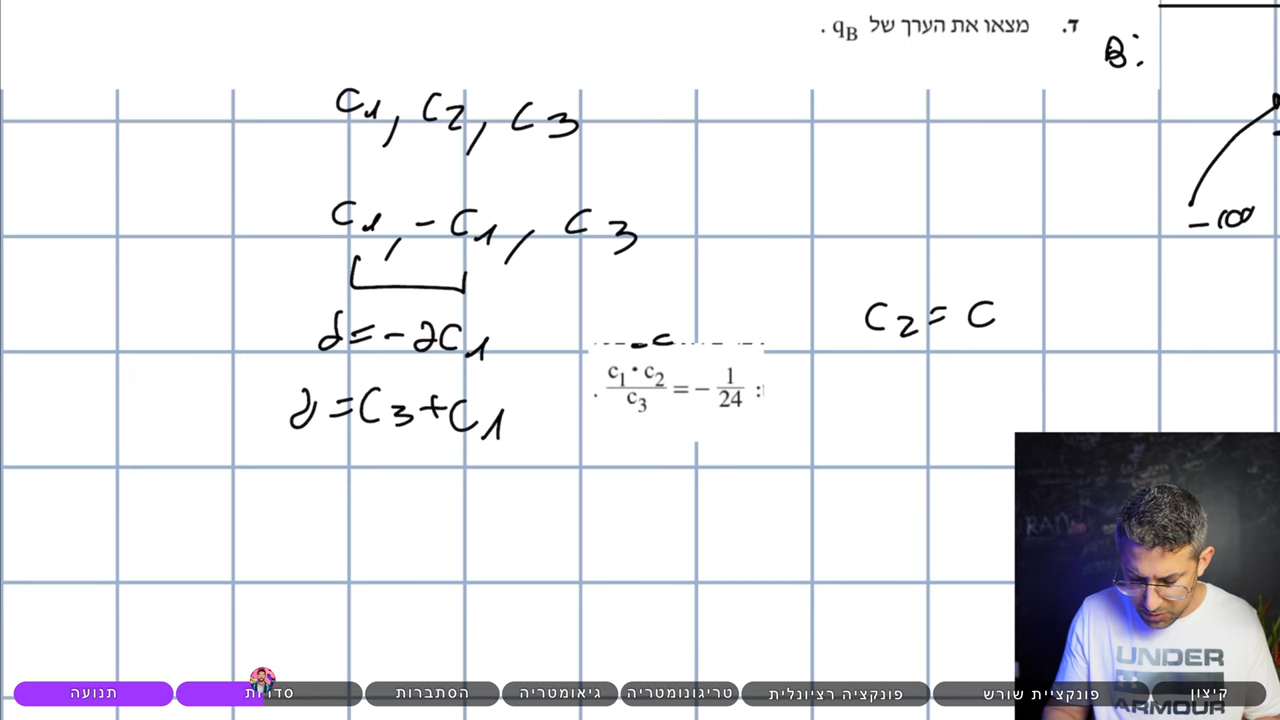 ד. מצאו את הערך של qB .
B:
c1, c2, c3
-100
c1, -c1, c3
d=-2c1
c2= c
d=c3+c1
. c1 · c2 / c3 = - 1/24 :
UNDER
ARMOUR
תנועה
סדרות
הסתברות
גיאומטריה
טריגונומטריה
פונקציה רציונלית
פונקציית שורש
קיצון